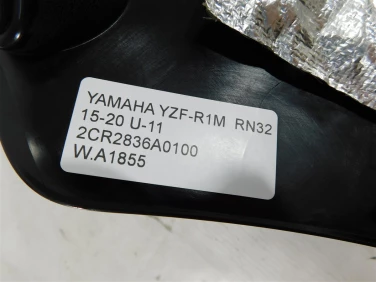 YAMAHA YZF-R1M RN32
15-20 U-11
2CR2836A0100
W.A1855